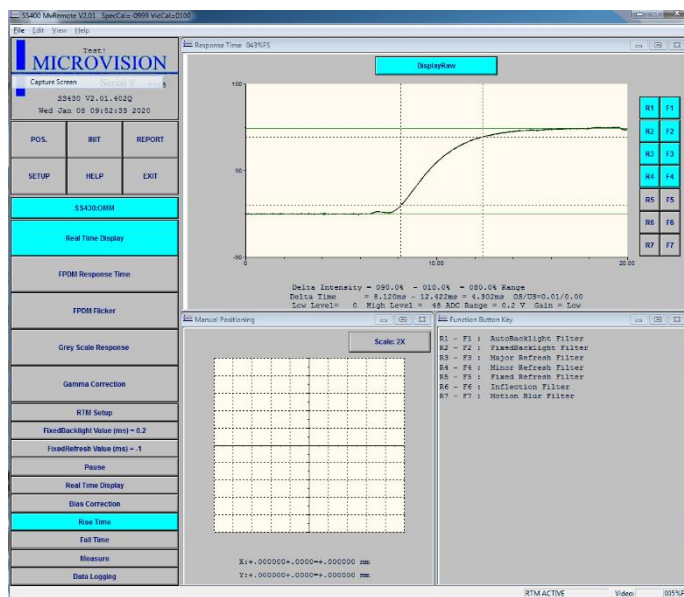 SS400 MvRemote V2.01 SpecCal=-0999 VidCal=0100
File Edit View Help
Test!
MICROVISION
Capture Screen
SS430 V2.01.602Q
Wed Jan 08 09:52:33 2020
POS. INIT REPORT
SETUP HELP EXIT
SS430:OMM
Real Time Display
FPDM Response Time
FPDM Flicker
Grey Scale Response
Gamma Correction
RTM Setup
FixedBacklight Value (ms) = 0.2
FixedRefresh Value (ms) = -1
Pause
Real Time Display
Bias Correction
Rise Time
Fall Time
Measure
Data Logging
Response Time 043%FS
DisplayRaw
150
50
-50
0 10.00 20.00
R1 F1
R2 F2
R3 F3
R4 F4
R5 F5
R6 F6
R7 F7
Delta Intensity = 090.0% - 010.0% = 080.0% Range
Delta Time = 8.120ms - 12.422ms = 4.302ms OS/US=0.01/0.00
Low Level= 0 High Level = 48 ADC Range = 0.2 V Gain = Low
Manual Positioning
Scale: 2X
X:+.000000+.0000=+.000000 mm
Y:+.000000+.0000=+.000000 mm
Function Button Key
R1 - F1 : AutoBacklight Filter
R2 - F2 : FixedBacklight Filter
R3 - F3 : Major Refresh Filter
R4 - F4 : Minor Refresh Filter
R5 - F5 : Fixed Refresh Filter
R6 - F6 : Inflection Filter
R7 - F7 : Motion Blur Filter
RTM ACTIVE Video: 005%F